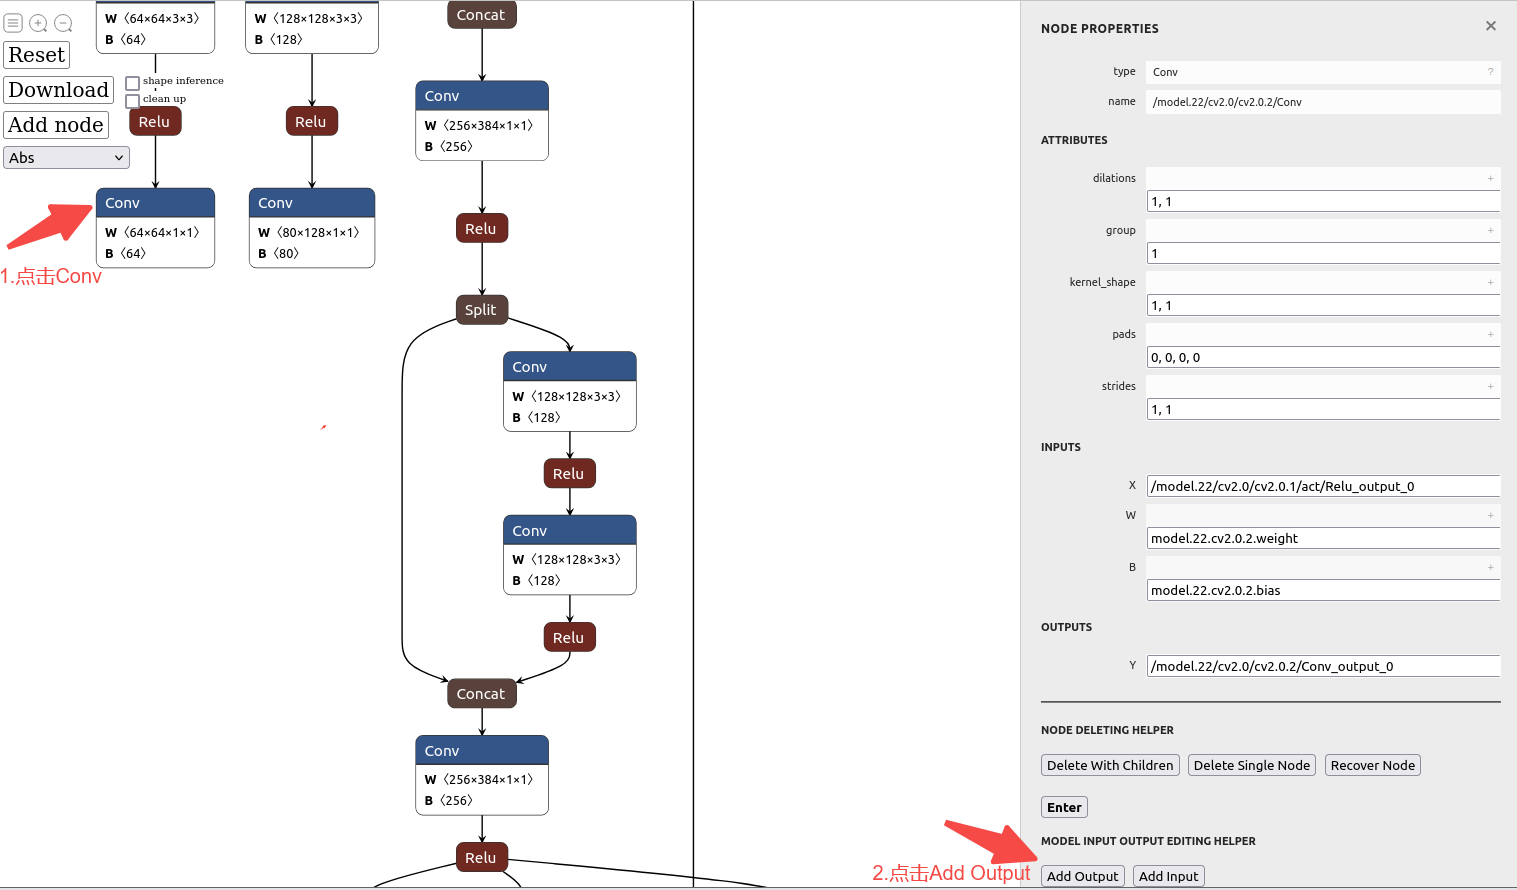 Reset
Download
shape inference
clean up
Add node
Abs
W〈64×64×3×3〉
B〈64〉
Relu
Conv
W〈64×64×1×1〉
B〈64〉
1.点击Conv
W〈128×128×3×3〉
B〈128〉
Relu
Conv
W〈80×128×1×1〉
B〈80〉
Concat
Conv
W〈256×384×1×1〉
B〈256〉
Relu
Split
Conv
W〈128×128×3×3〉
B〈128〉
Relu
Conv
W〈128×128×3×3〉
B〈128〉
Relu
Concat
Conv
W〈256×384×1×1〉
B〈256〉
Relu
NODE PROPERTIES
×
type Conv ?
name /model.22/cv2.0/cv2.0.2/Conv
ATTRIBUTES
dilations +
1, 1
group +
1
kernel_shape +
1, 1
pads +
0, 0, 0, 0
strides +
1, 1
INPUTS
X /model.22/cv2.0/cv2.0.1/act/Relu_output_0
W +
model.22.cv2.0.2.weight
B +
model.22.cv2.0.2.bias
OUTPUTS
Y /model.22/cv2.0/cv2.0.2/Conv_output_0
NODE DELETING HELPER
Delete With Children Delete Single Node Recover Node
Enter
MODEL INPUT OUTPUT EDITING HELPER
2.点击Add Output
Add Output Add Input